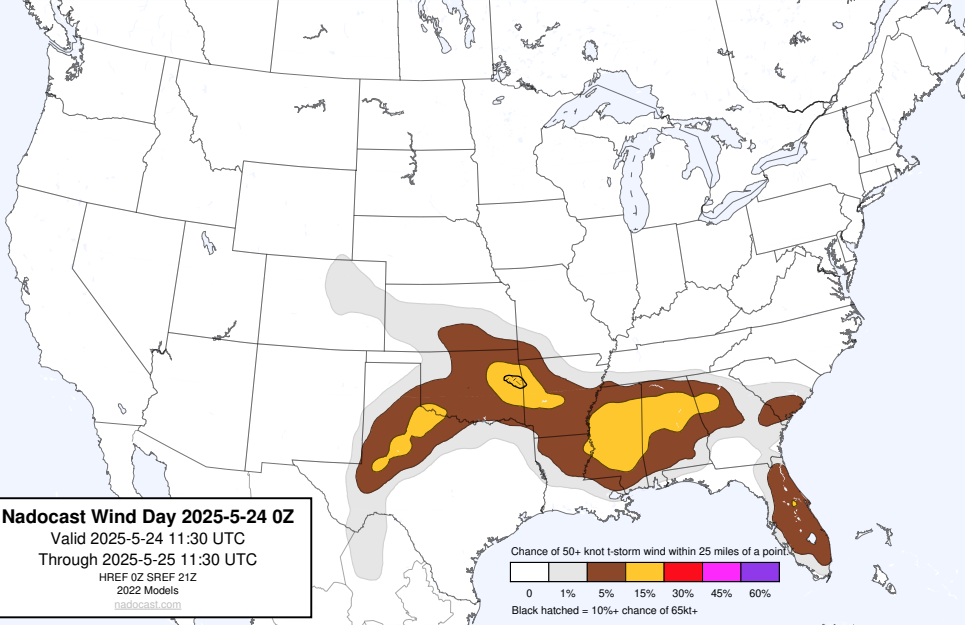 Nadocast Wind Day 2025-5-24 0Z
Valid 2025-5-24 11:30 UTC
Through 2025-5-25 11:30 UTC
HREF 0Z SREF 21Z
2022 Models
nadocast.com
Chance of 50+ knot t-storm wind within 25 miles of a point.
0 1% 5% 15% 30% 45% 60%
Black hatched = 10%+ chance of 65kt+